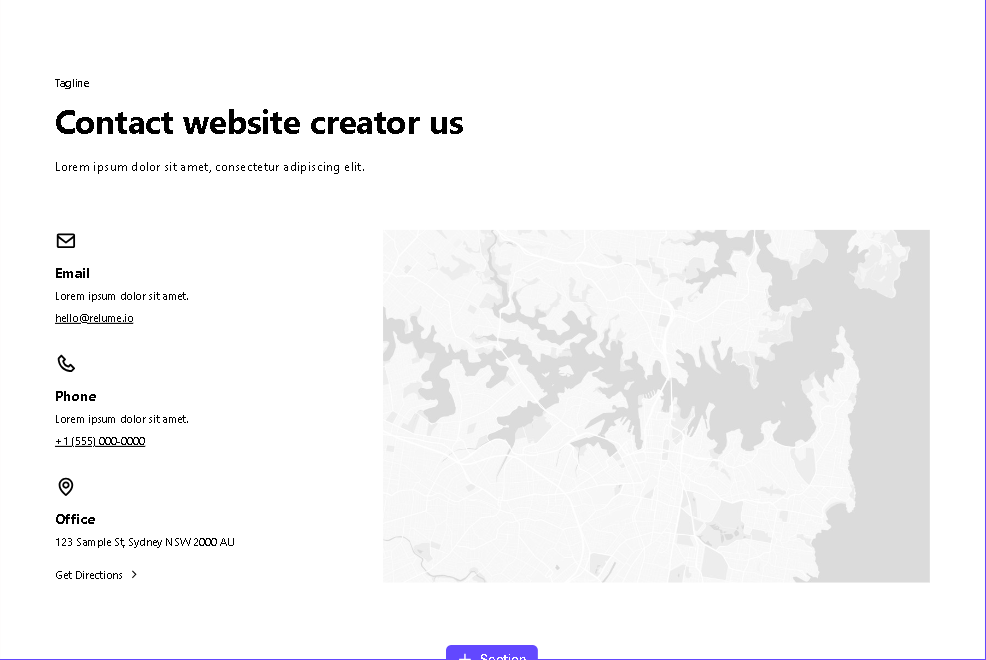 Tagline
Contact website creator us
Lorem ipsum dolor sit amet, consectetur adipiscing elit.
Email
Lorem ipsum dolor sit amet.
hello@relume.io
Phone
Lorem ipsum dolor sit amet.
+1 (555) 000-0000
Office
123 Sample St, Sydney NSW 2000 AU
Get Directions
+ Section